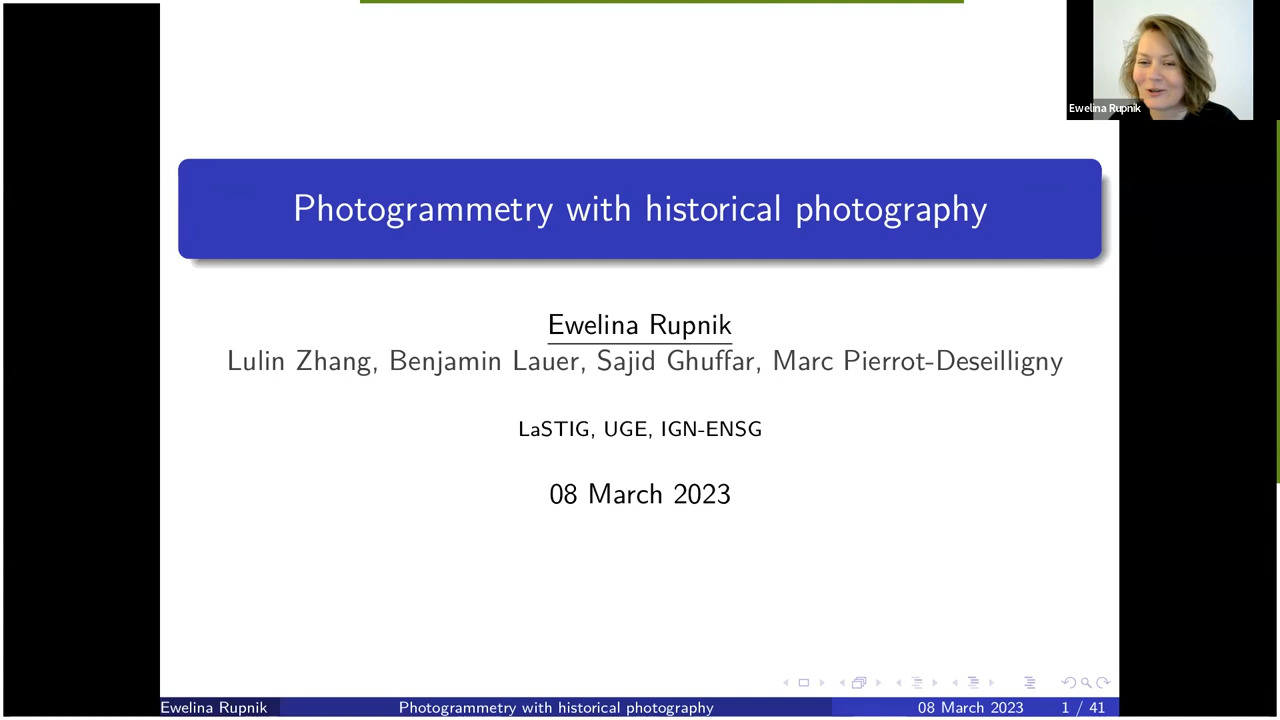 Ewelina Rupnik
Photogrammetry with historical photography
Ewelina Rupnik
Lulin Zhang, Benjamin Lauer, Sajid Ghuffar, Marc Pierrot-Deseilligny
LaSTIG, UGE, IGN-ENSG
08 March 2023
Ewelina Rupnik Photogrammetry with historical photography 08 March 2023 1 / 41